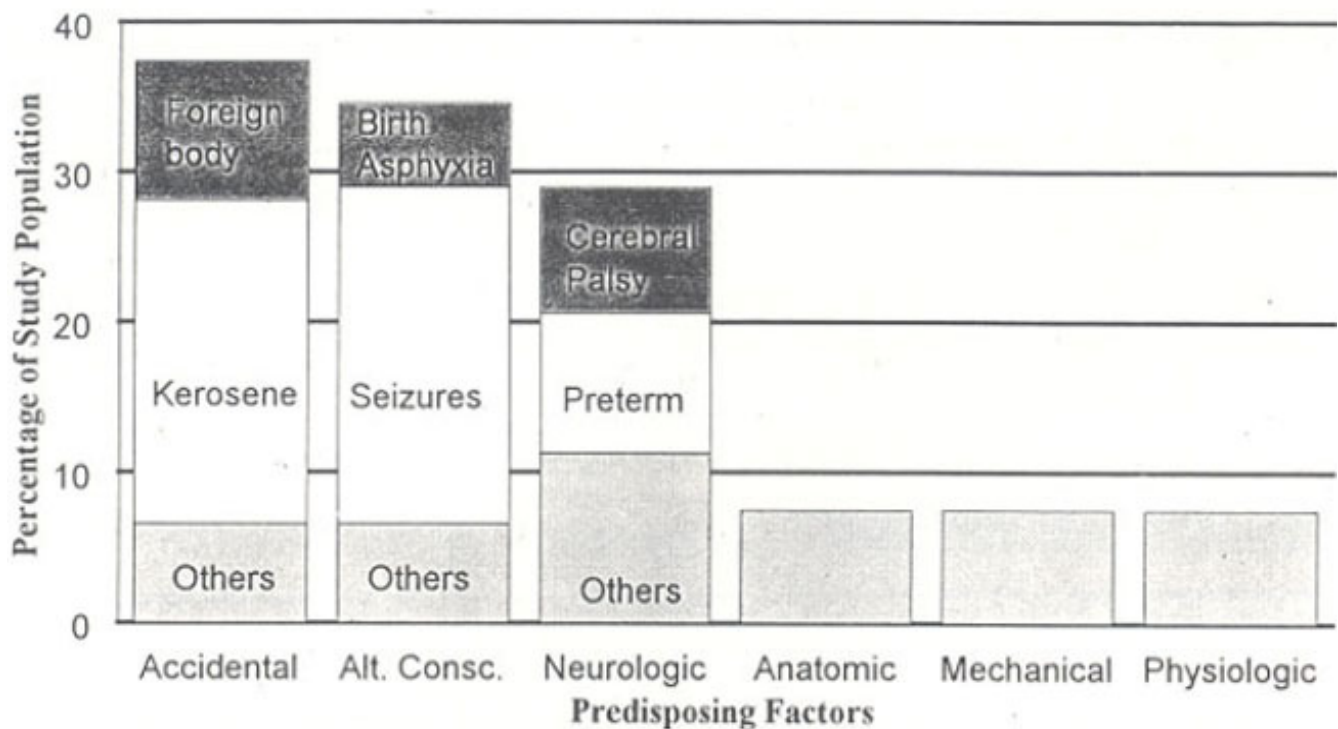 40
30
20
10
0
Percentage of Study Population
Foreign
body
Kerosene
Others
Birth
Asphyxia
Seizures
Others
Cerebral
Palsy
Preterm
Others
Accidental
Alt. Consc.
Neurologic
Anatomic
Mechanical
Physiologic
Predisposing Factors